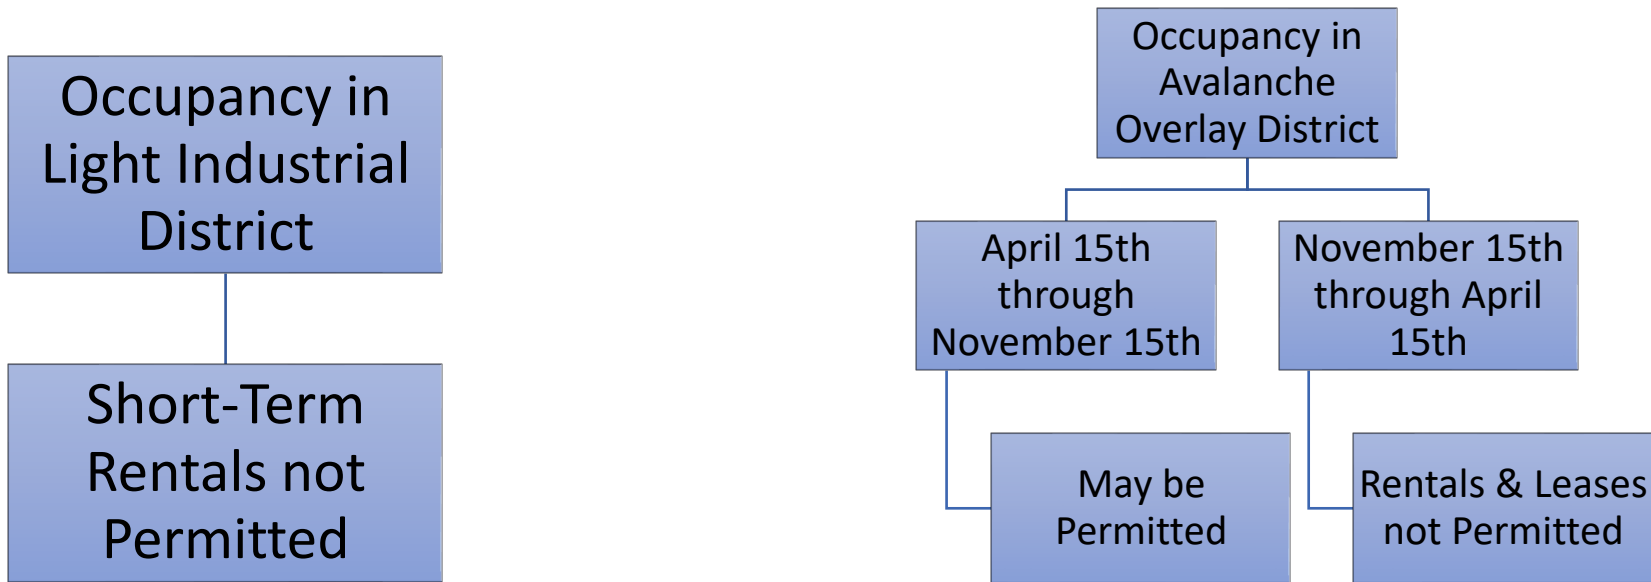 Occupancy in
Light Industrial
District
Short-Term
Rentals not
Permitted
Occupancy in
Avalanche
Overlay District
April 15th
through
November 15th
November 15th
through April
15th
May be
Permitted
Rentals & Leases
not Permitted